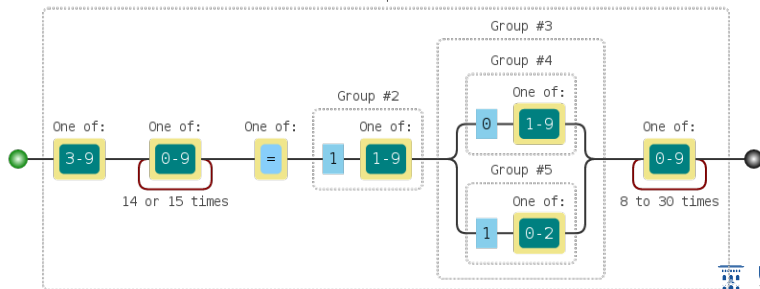 Group #3
Group #4
Group #2
One of:
One of:
One of:
One of:
One of:
One of:
0
1-9
3-9
0-9
=
1
1-9
0-9
Group #5
14 or 15 times
One of:
8 to 30 times
1
0-2